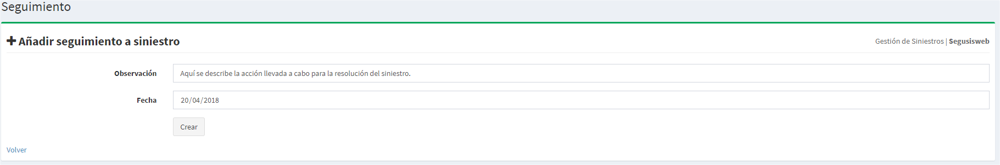 Seguimiento
Añadir seguimiento a siniestro
Gestión de Siniestros | Segusisweb
Observación
Aquí se describe la acción llevada a cabo para la resolución del siniestro.
Fecha
20/04/2018
Crear
Volver